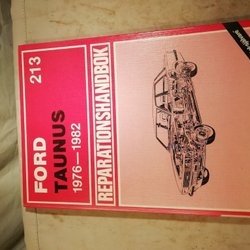 213
FORD
TAUNUS
1976—1982
REPARATIONSHANDBOK